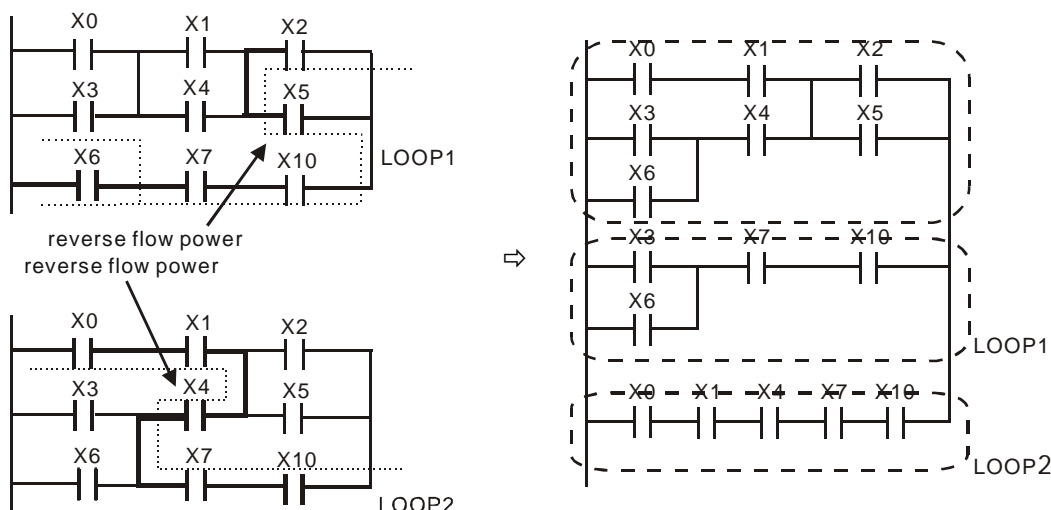 X0 X1 X2
X3 X4 X5
X6 X7 X10
LOOP1
reverse flow power
reverse flow power
X0 X1 X2
X3 X4 X5
X6 X7 X10
LOOP2
⇨
X0 X1 X2
X3 X4 X5
X6
X3 X7 X10
X6
LOOP1
X0 X1 X4 X7 X10
LOOP2